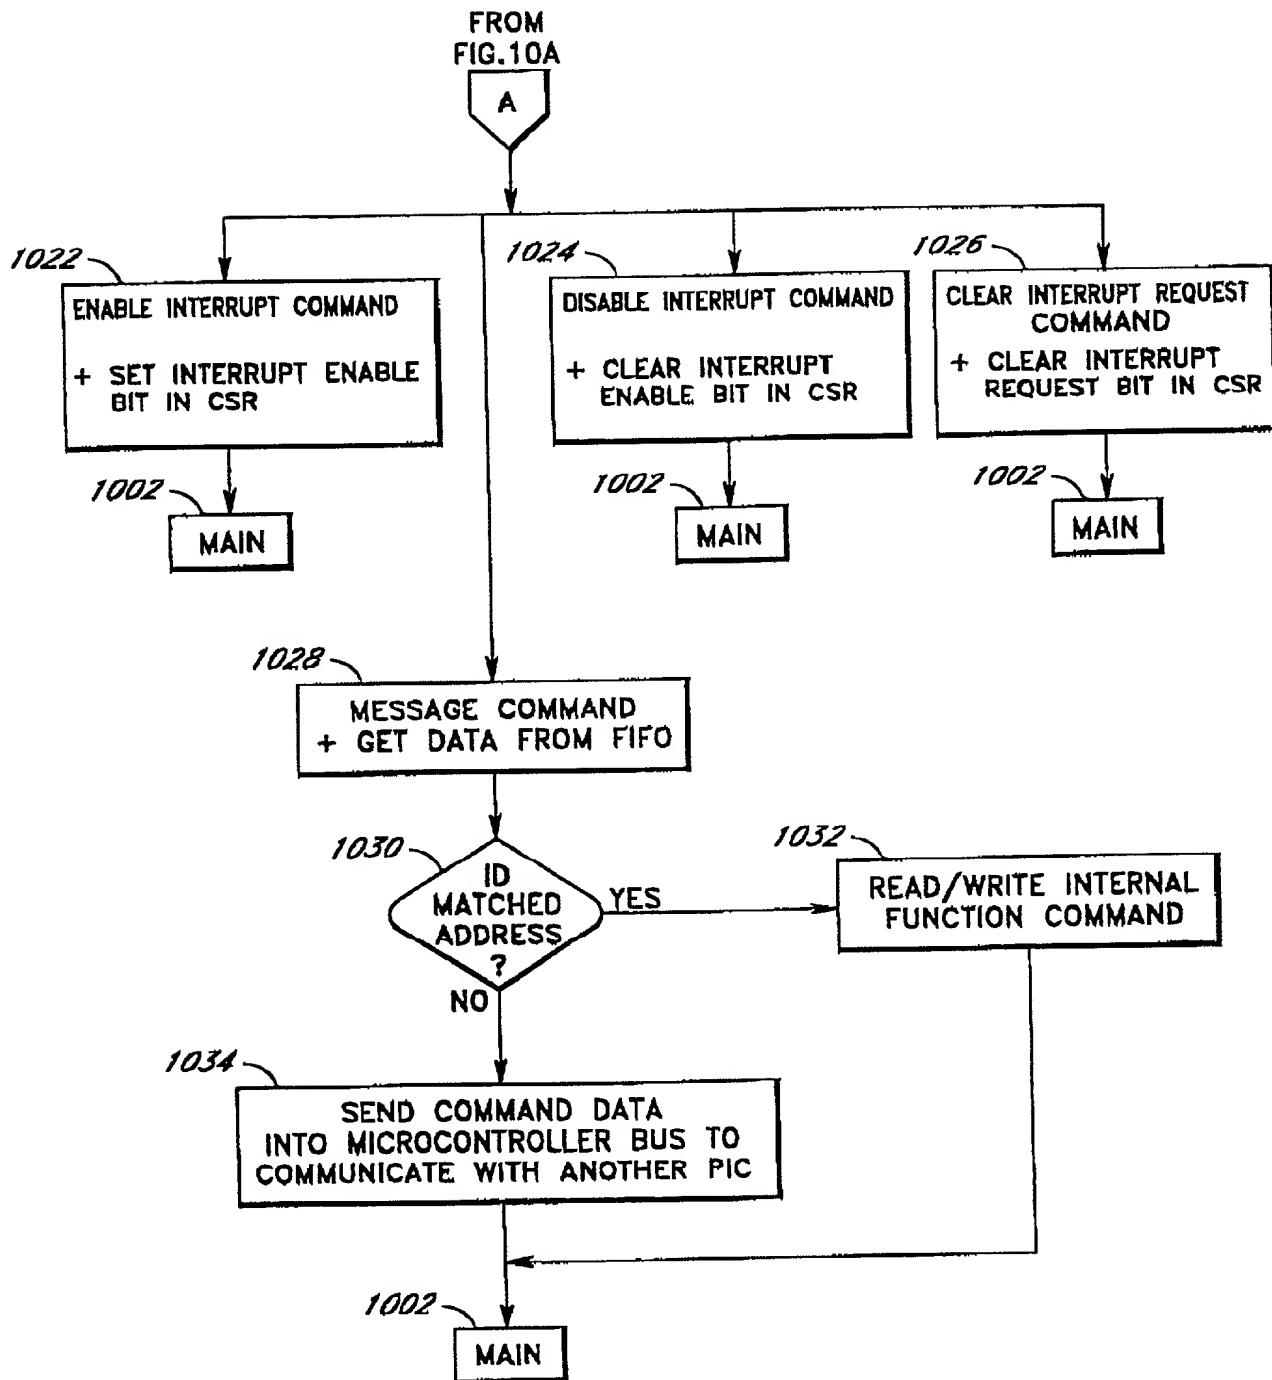 FROM
FIG.10A
A
1022
ENABLE INTERRUPT COMMAND
+ SET INTERRUPT ENABLE
BIT IN CSR
1002
MAIN
1024
DISABLE INTERRUPT COMMAND
+ CLEAR INTERRUPT
ENABLE BIT IN CSR
1002
MAIN
1026
CLEAR INTERRUPT REQUEST
COMMAND
+ CLEAR INTERRUPT
REQUEST BIT IN CSR
1002
MAIN
1028
MESSAGE COMMAND
+ GET DATA FROM FIFO
1030
ID
MATCHED
ADDRESS
?
YES
NO
1032
READ/WRITE INTERNAL
FUNCTION COMMAND
1034
SEND COMMAND DATA
INTO MICROCONTROLLER BUS TO
COMMUNICATE WITH ANOTHER PIC
1002
MAIN